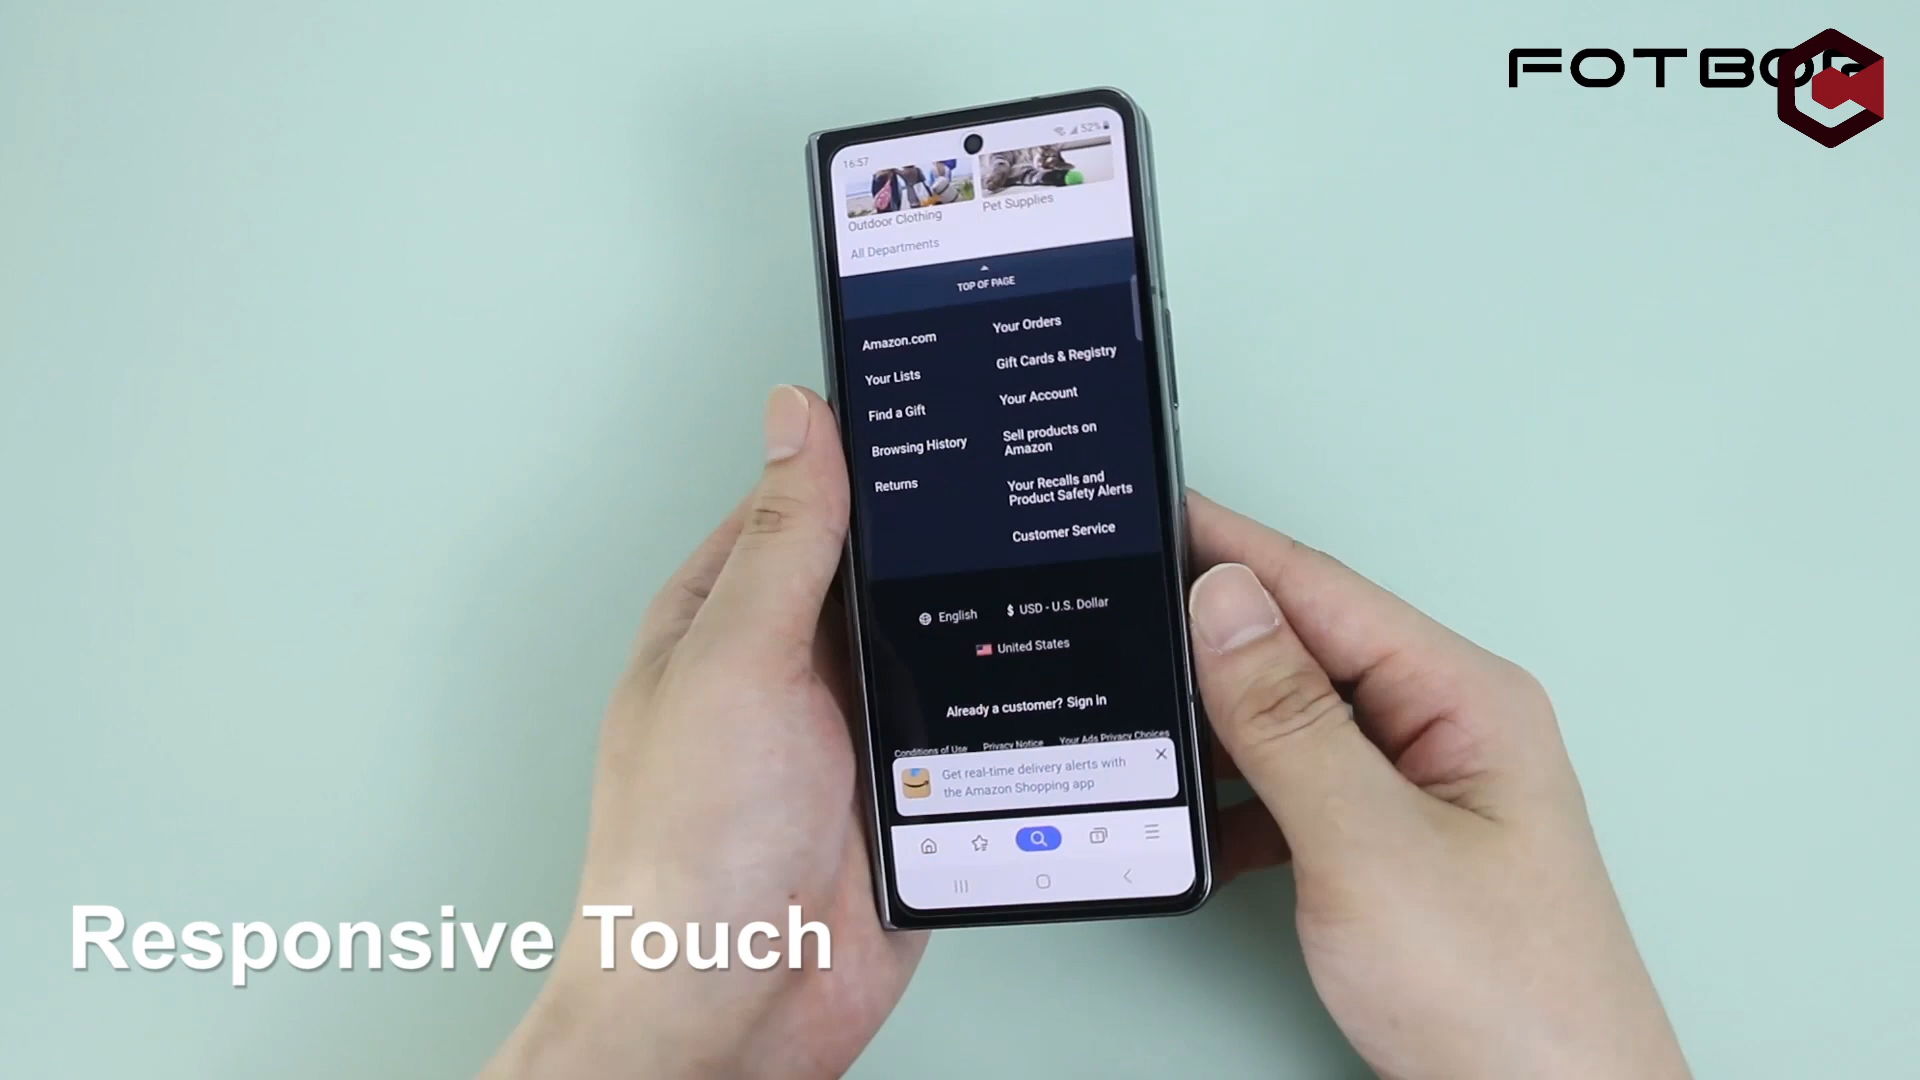 16:57
52%
Outdoor Clothing
Pet Supplies
All Departments
TOP OF PAGE
Amazon.com
Your Orders
Your Lists
Gift Cards & Registry
Find a Gift
Your Account
Browsing History
Sell products on
Amazon
Returns
Your Recalls and
Product Safety Alerts
Customer Service
English
$ USD - U.S. Dollar
United States
Already a customer? Sign in
Conditions of Use
Privacy Notice
Your Ads Privacy Choices
Get real-time delivery alerts with
the Amazon Shopping app
Responsive Touch